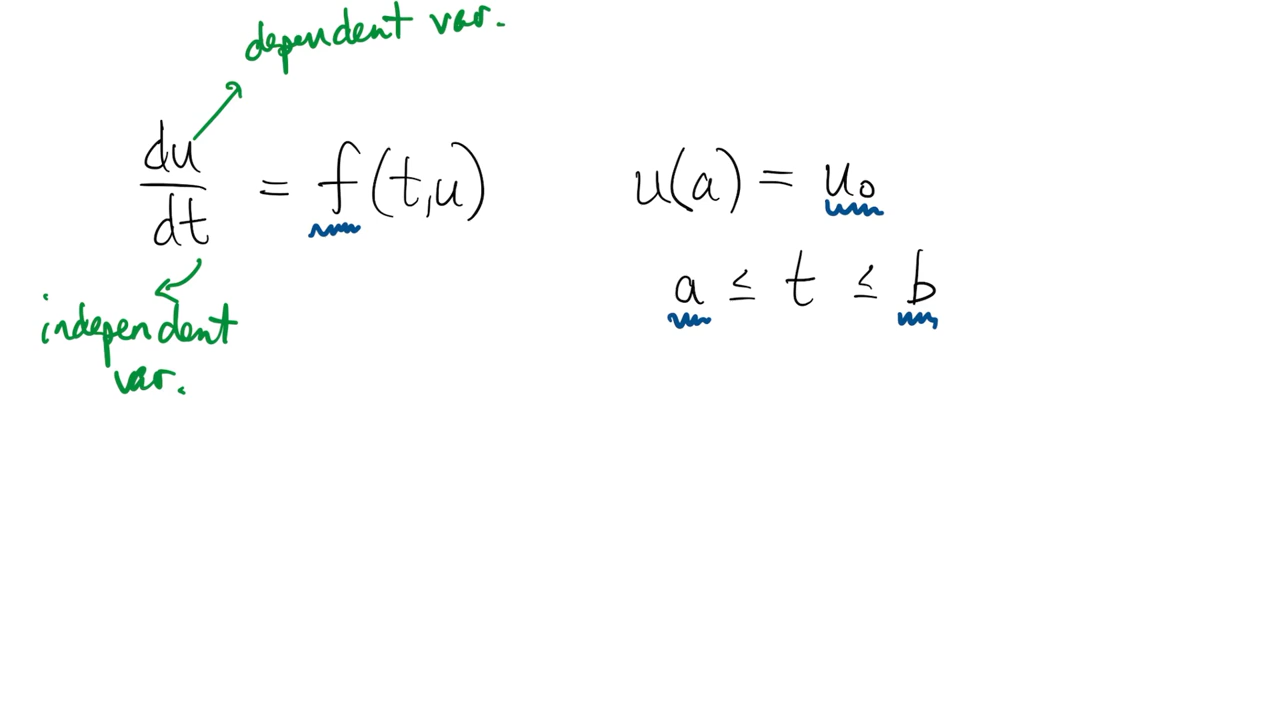 dependent var.
du/dt = f(t,u)
u(a) = u₀
a ≤ t ≤ b
independent
var.